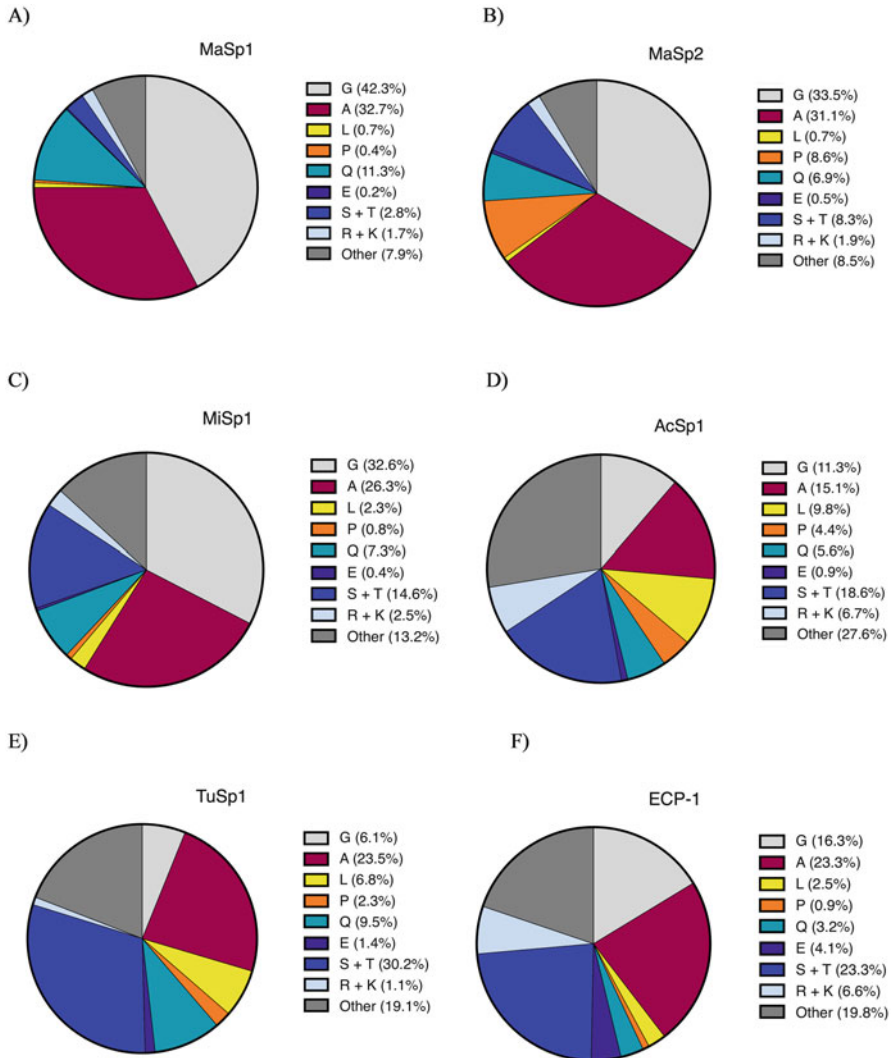 A)
MaSp1
G (42.3%)
A (32.7%)
L (0.7%)
P (0.4%)
Q (11.3%)
E (0.2%)
S + T (2.8%)
R + K (1.7%)
Other (7.9%)
B)
MaSp2
G (33.5%)
A (31.1%)
L (0.7%)
P (8.6%)
Q (6.9%)
E (0.5%)
S + T (8.3%)
R + K (1.9%)
Other (8.5%)
C)
MiSp1
G (32.6%)
A (26.3%)
L (2.3%)
P (0.8%)
Q (7.3%)
E (0.4%)
S + T (14.6%)
R + K (2.5%)
Other (13.2%)
D)
AcSp1
G (11.3%)
A (15.1%)
L (9.8%)
P (4.4%)
Q (5.6%)
E (0.9%)
S + T (18.6%)
R + K (6.7%)
Other (27.6%)
E)
TuSp1
G (6.1%)
A (23.5%)
L (6.8%)
P (2.3%)
Q (9.5%)
E (1.4%)
S + T (30.2%)
R + K (1.1%)
Other (19.1%)
F)
ECP-1
G (16.3%)
A (23.3%)
L (2.5%)
P (0.9%)
Q (3.2%)
E (4.1%)
S + T (23.3%)
R + K (6.6%)
Other (19.8%)